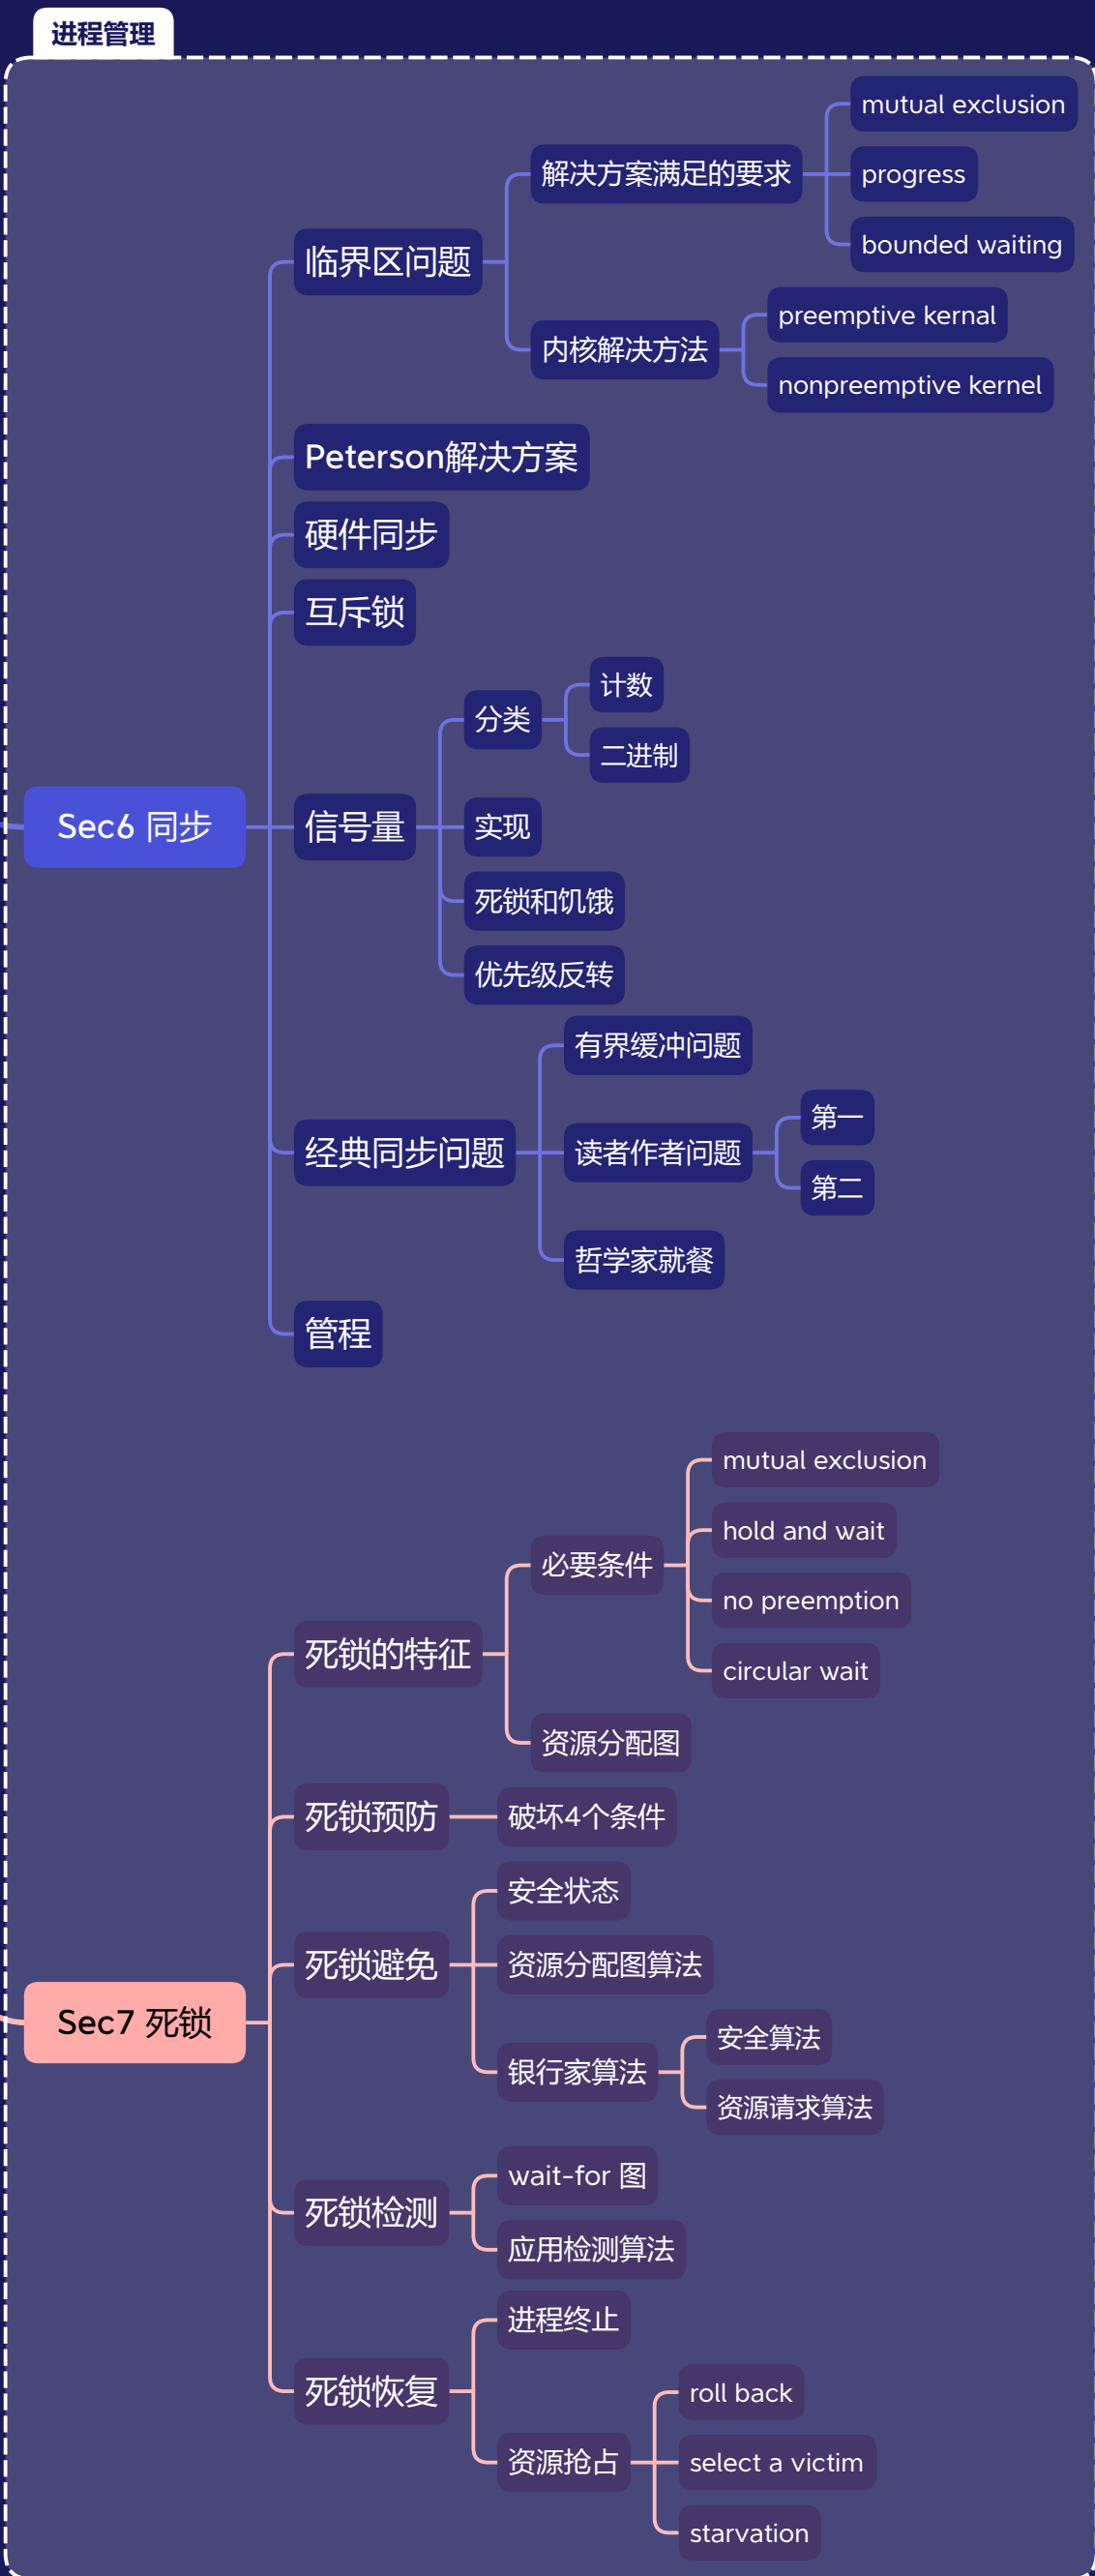 进程管理
mutual exclusion
解决方案满足的要求
progress
bounded waiting
临界区问题
preemptive kernal
内核解决方法
nonpreemptive kernel
Peterson解决方案
硬件同步
互斥锁
计数
分类
二进制
Sec6 同步
信号量
实现
死锁和饥饿
优先级反转
有界缓冲问题
第一
经典同步问题
读者作者问题
第二
哲学家就餐
管程
mutual exclusion
hold and wait
必要条件
no preemption
circular wait
死锁的特征
资源分配图
死锁预防
破坏4个条件
安全状态
死锁避免
资源分配图算法
Sec7 死锁
安全算法
银行家算法
资源请求算法
wait-for 图
死锁检测
应用检测算法
进程终止
死锁恢复
roll back
资源抢占
select a victim
starvation